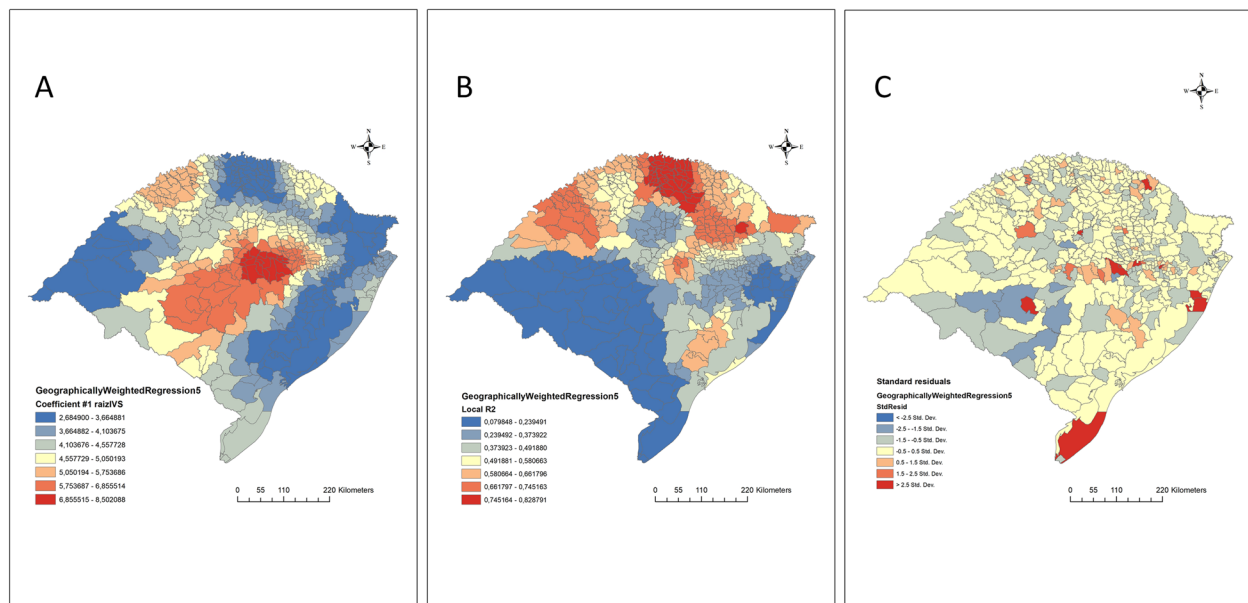 A
N
W E
S
GeographicallyWeightedRegression5
Coefficient #1 raizIVS
2,684900 - 3,664881
3,664882 - 4,103675
4,103676 - 4,557728
4,557729 - 5,050193
5,050194 - 5,753686
5,753687 - 6,855514
6,855515 - 8,502088
0 55 110 220 Kilometers
B
N
W E
S
GeographicallyWeightedRegression5
Local R2
0,079848 - 0,239491
0,239492 - 0,373922
0,373923 - 0,491880
0,491881 - 0,580663
0,580664 - 0,661796
0,661797 - 0,745163
0,745164 - 0,828791
0 55 110 220 Kilometers
C
N
W E
S
Standard residuals
GeographicallyWeightedRegression5
StdResid
< -2.5 Std. Dev.
-2.5 - -1.5 Std. Dev.
-1.5 - -0.5 Std. Dev.
-0.5 - 0.5 Std. Dev.
0.5 - 1.5 Std. Dev.
1.5 - 2.5 Std. Dev.
> 2.5 Std. Dev.
0 55 110 220 Kilometers